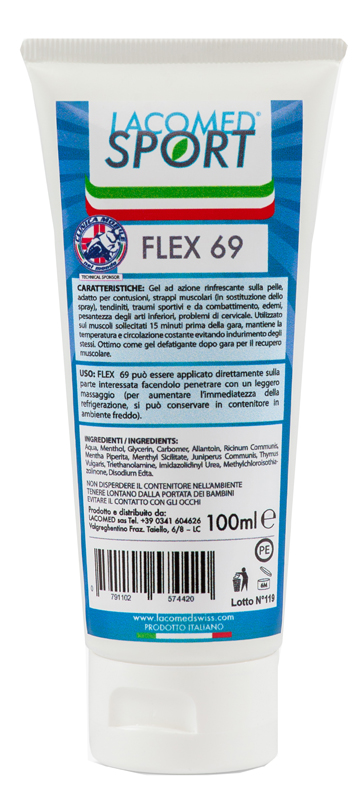 LACOMED®
SPORT
CLINICA MOBILE
nel mondo
TECHNICAL SPONSOR
FLEX 69
CARATTERISTICHE: Gel ad azione rinfrescante sulla pelle,
adatto per contusioni, strappi muscolari (in sostituzione dello
spray), tendiniti, traumi sportivi e da combattimento, edemi,
pesantezza degli arti inferiori, problemi di cervicale. Utilizzato
sui muscoli sollecitati 15 minuti prima della gara, mantiene la
temperatura e circolazione costante evitando indurimento degli
stessi. Ottimo come gel defatigante dopo gara per il recupero
muscolare.
USO: FLEX 69 può essere applicato direttamente sulla
parte interessata facendolo penetrare con un leggero
massaggio (per aumentare l'immediatezza della
refrigerazione, si può conservare in contenitore in
ambiente freddo).
INGREDIENTI / INGREDIENTS:
Aqua, Menthol, Glycerin, Carbomer, Allantoin, Ricinum Communis,
Mentha Piperita, Menthyl Sicilitate, Juniperus Communis, Thymus
Vulgaris, Triethanolamine, Imidazolidinyl Urea, Methylchloroisothia-
zolinone, Disodium Edta.
NON DISPERDERE IL CONTENITORE NELL'AMBIENTE
TENERE LONTANO DALLA PORTATA DEI BAMBINI
EVITARE IL CONTATTO CON GLI OCCHI
Prodotto e distribuito da:
LACOMED sas Tel. +39 0341 604626
Valgreghentino Fraz. Taiello, 6/8 – LC
100ml e
PE
0 791102 574420
6M
Lotto N°119
www.lacomedswiss.com
PRODOTTO ITALIANO